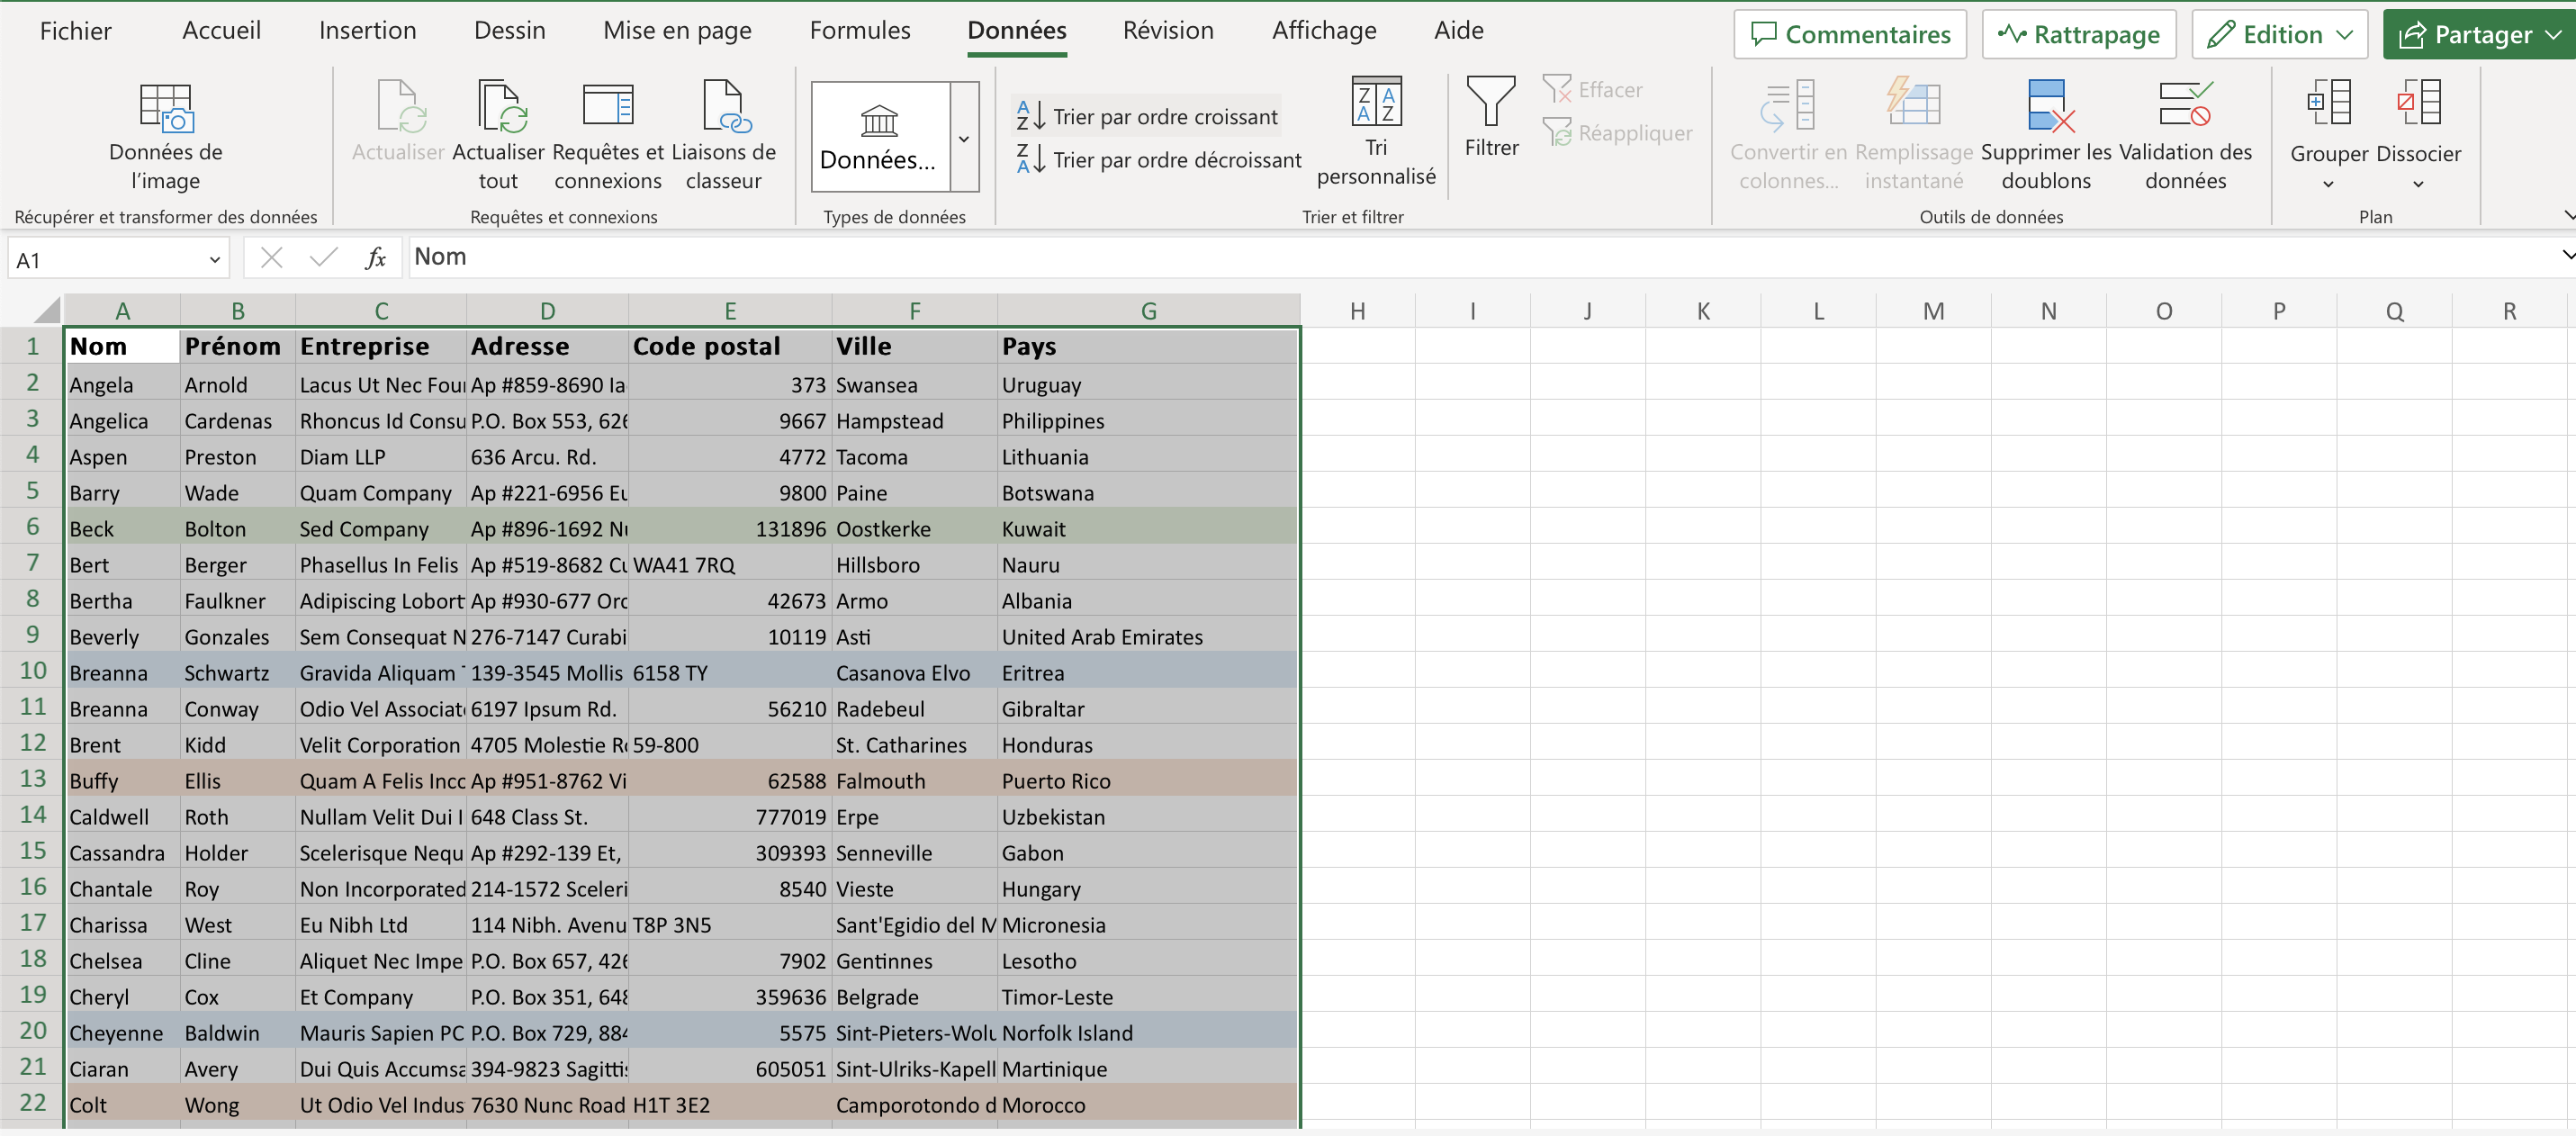 Fichier Accueil Insertion Dessin Mise en page Formules Données Révision Affichage Aide Commentaires Rattrapage Edition Partager
Données de l'image
Actualiser
Actualiser tout
Requêtes et connexions
Liaisons de classeur
Données...
Trier par ordre croissant
Trier par ordre décroissant
Tri personnalisé
Filtrer
Effacer
Réappliquer
Convertir en colonnes...
Remplissage instantané
Supprimer les doublons
Validation des données
Grouper
Dissocier
Récupérer et transformer des données Requêtes et connexions Types de données Trier et filtrer Outils de données Plan
A1 fx Nom
A B C D E F G H I J K L M N O P Q R
1 Nom Prénom Entreprise Adresse Code postal Ville Pays
2 Angela Arnold Lacus Ut Nec Fou Ap #859-8690 Ia 373 Swansea Uruguay
3 Angelica Cardenas Rhoncus Id Consu P.O. Box 553, 626 9667 Hampstead Philippines
4 Aspen Preston Diam LLP 636 Arcu. Rd. 4772 Tacoma Lithuania
5 Barry Wade Quam Company Ap #221-6956 Eu 9800 Paine Botswana
6 Beck Bolton Sed Company Ap #896-1692 Nu 131896 Oostkerke Kuwait
7 Bert Berger Phasellus In Felis Ap #519-8682 Cu WA41 7RQ Hillsboro Nauru
8 Bertha Faulkner Adipiscing Lobort Ap #930-677 Orc 42673 Armo Albania
9 Beverly Gonzales Sem Consequat N 276-7147 Curabi 10119 Asti United Arab Emirates
10 Breanna Schwartz Gravida Aliquam 139-3545 Mollis 6158 TY Casanova Elvo Eritrea
11 Breanna Conway Odio Vel Associat 6197 Ipsum Rd. 56210 Radebeul Gibraltar
12 Brent Kidd Velit Corporation 4705 Molestie R 59-800 St. Catharines Honduras
13 Buffy Ellis Quam A Felis Inc Ap #951-8762 Vi 62588 Falmouth Puerto Rico
14 Caldwell Roth Nullam Velit Dui I 648 Class St. 777019 Erpe Uzbekistan
15 Cassandra Holder Scelerisque Nequ Ap #292-139 Et, 309393 Senneville Gabon
16 Chantale Roy Non Incorporated 214-1572 Sceleri 8540 Vieste Hungary
17 Charissa West Eu Nibh Ltd 114 Nibh. Avenu T8P 3N5 Sant'Egidio del M Micronesia
18 Chelsea Cline Aliquet Nec Impe P.O. Box 657, 426 7902 Gentinnes Lesotho
19 Cheryl Cox Et Company P.O. Box 351, 648 359636 Belgrade Timor-Leste
20 Cheyenne Baldwin Mauris Sapien PC P.O. Box 729, 884 5575 Sint-Pieters-Wolu Norfolk Island
21 Ciaran Avery Dui Quis Accumsa 394-9823 Sagittis 605051 Sint-Ulriks-Kapell Martinique
22 Colt Wong Ut Odio Vel Indus 7630 Nunc Road H1T 3E2 Camporotondo d Morocco